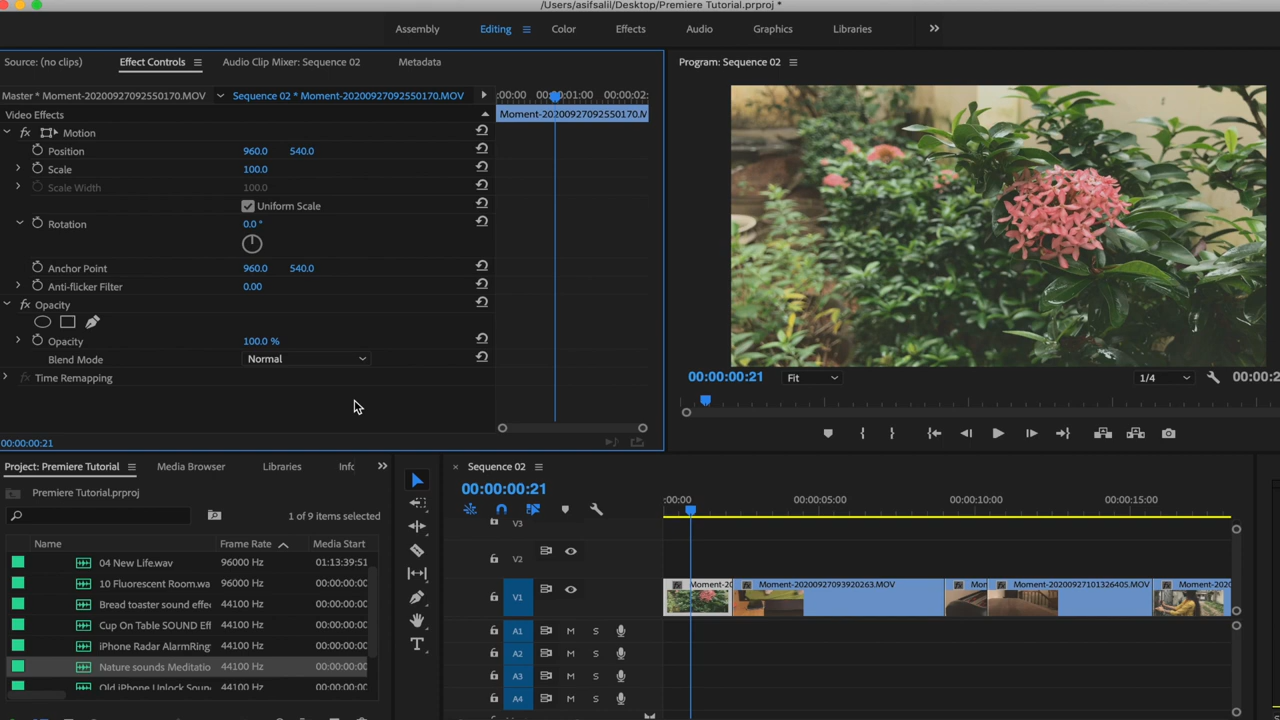 /Users/asifsalil/Desktop/Premiere Tutorial.prproj *
Assembly Editing Color Effects Audio Graphics Libraries
Source: (no clips) Effect Controls Audio Clip Mixer: Sequence 02 Metadata
Program: Sequence 02
Master * Moment-20200927092550170.MOV Sequence 02 * Moment-20200927092550170.MOV
:00:00 00:00:01:00 00:00:02:
Video Effects
Moment-20200927092550170.M
fx Motion
Position 960.0 540.0
Scale 100.0
Scale Width 100.0
Uniform Scale
Rotation 0.0 °
Anchor Point 960.0 540.0
Anti-flicker Filter 0.00
fx Opacity
Opacity 100.0 %
Blend Mode Normal
fx Time Remapping
00:00:00:21
00:00:00:21 Fit 1/4 00:00:2
Project: Premiere Tutorial Media Browser Libraries Info
Premiere Tutorial.prproj
1 of 9 items selected
Name Frame Rate Media Start
04 New Life.wav 96000 Hz 01:13:39:51
10 Fluorescent Room.wa 96000 Hz 00:00:00:00
Bread toaster sound effe 44100 Hz 00:00:00:00
Cup On Table SOUND Eff 44100 Hz 00:00:00:00
iPhone Radar AlarmRing 44100 Hz 00:00:00:00
Nature sounds Meditatio 44100 Hz 00:00:00:00
Old iPhone Unlock Soun 44100 Hz 00:00:00:00
× Sequence 02
00:00:00:21
:00:00 00:00:05:00 00:00:10:00 00:00:15:00
V3
V2
V1
Moment-20 Moment-20200927093920263.MOV Mon Moment-20200927101326405.MOV Moment-2020
A1 M S
A2 M S
A3 M S
A4 M S